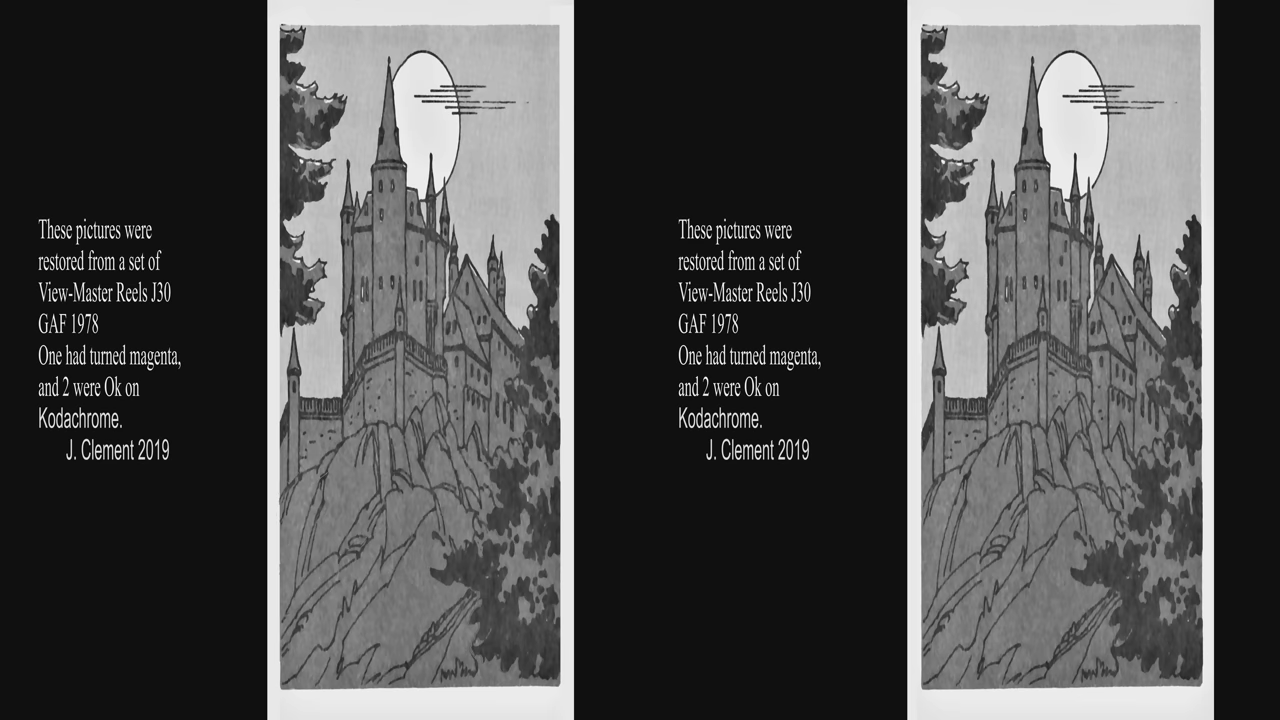 These pictures were
restored from a set of
View-Master Reels J30
GAF 1978
One had turned magenta,
and 2 were Ok on
Kodachrome.
J. Clement 2019
These pictures were
restored from a set of
View-Master Reels J30
GAF 1978
One had turned magenta,
and 2 were Ok on
Kodachrome.
J. Clement 2019